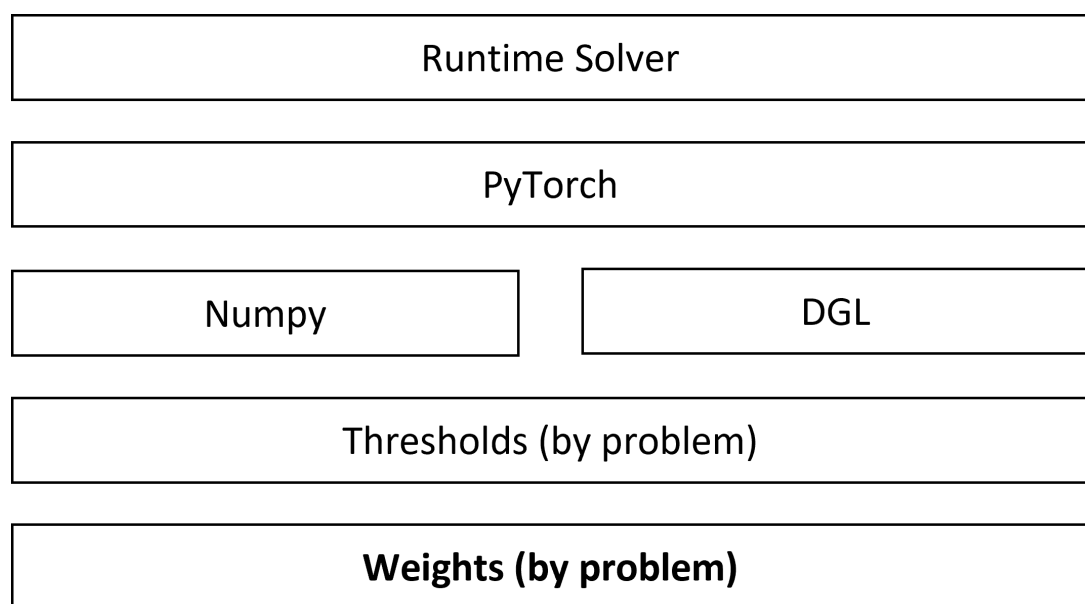 Runtime Solver
PyTorch
Numpy
DGL
Thresholds (by problem)
Weights (by problem)